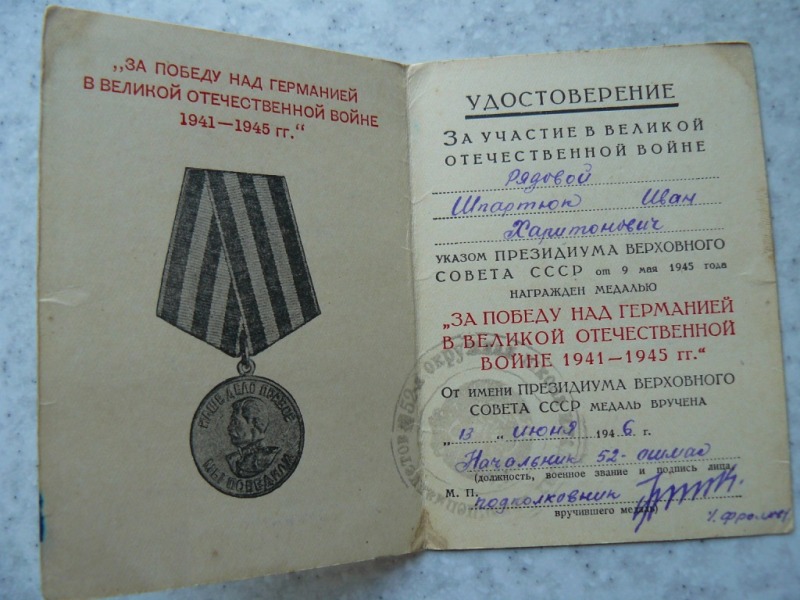 „ЗА ПОБЕДУ НАД ГЕРМАНИЕЙ
В ВЕЛИКОЙ ОТЕЧЕСТВЕННОЙ ВОЙНЕ
1941—1945 гг.“
НАШЕ ДЕЛО ПРАВОЕ
МЫ ПОБЕДИЛИ
УДОСТОВЕРЕНИЕ
ЗА УЧАСТИЕ В ВЕЛИКОЙ
ОТЕЧЕСТВЕННОЙ ВОЙНЕ
Рядовой
Шпартюк Иван
Харитонович
УКАЗОМ ПРЕЗИДИУМА ВЕРХОВНОГО
СОВЕТА СССР от 9 мая 1945 года
НАГРАЖДЕН МЕДАЛЬЮ
„ЗА ПОБЕДУ НАД ГЕРМАНИЕЙ
В ВЕЛИКОЙ ОТЕЧЕСТВЕННОЙ
ВОЙНЕ 1941—1945 гг.“
От имени ПРЕЗИДИУМА ВЕРХОВНОГО
СОВЕТА СССР МЕДАЛЬ ВРУЧЕНА
„13„ июня 1946 г.
Начальник 52-
(должность, военное звание и подпись лица,
М. П. подполковник
вручившего медаль)